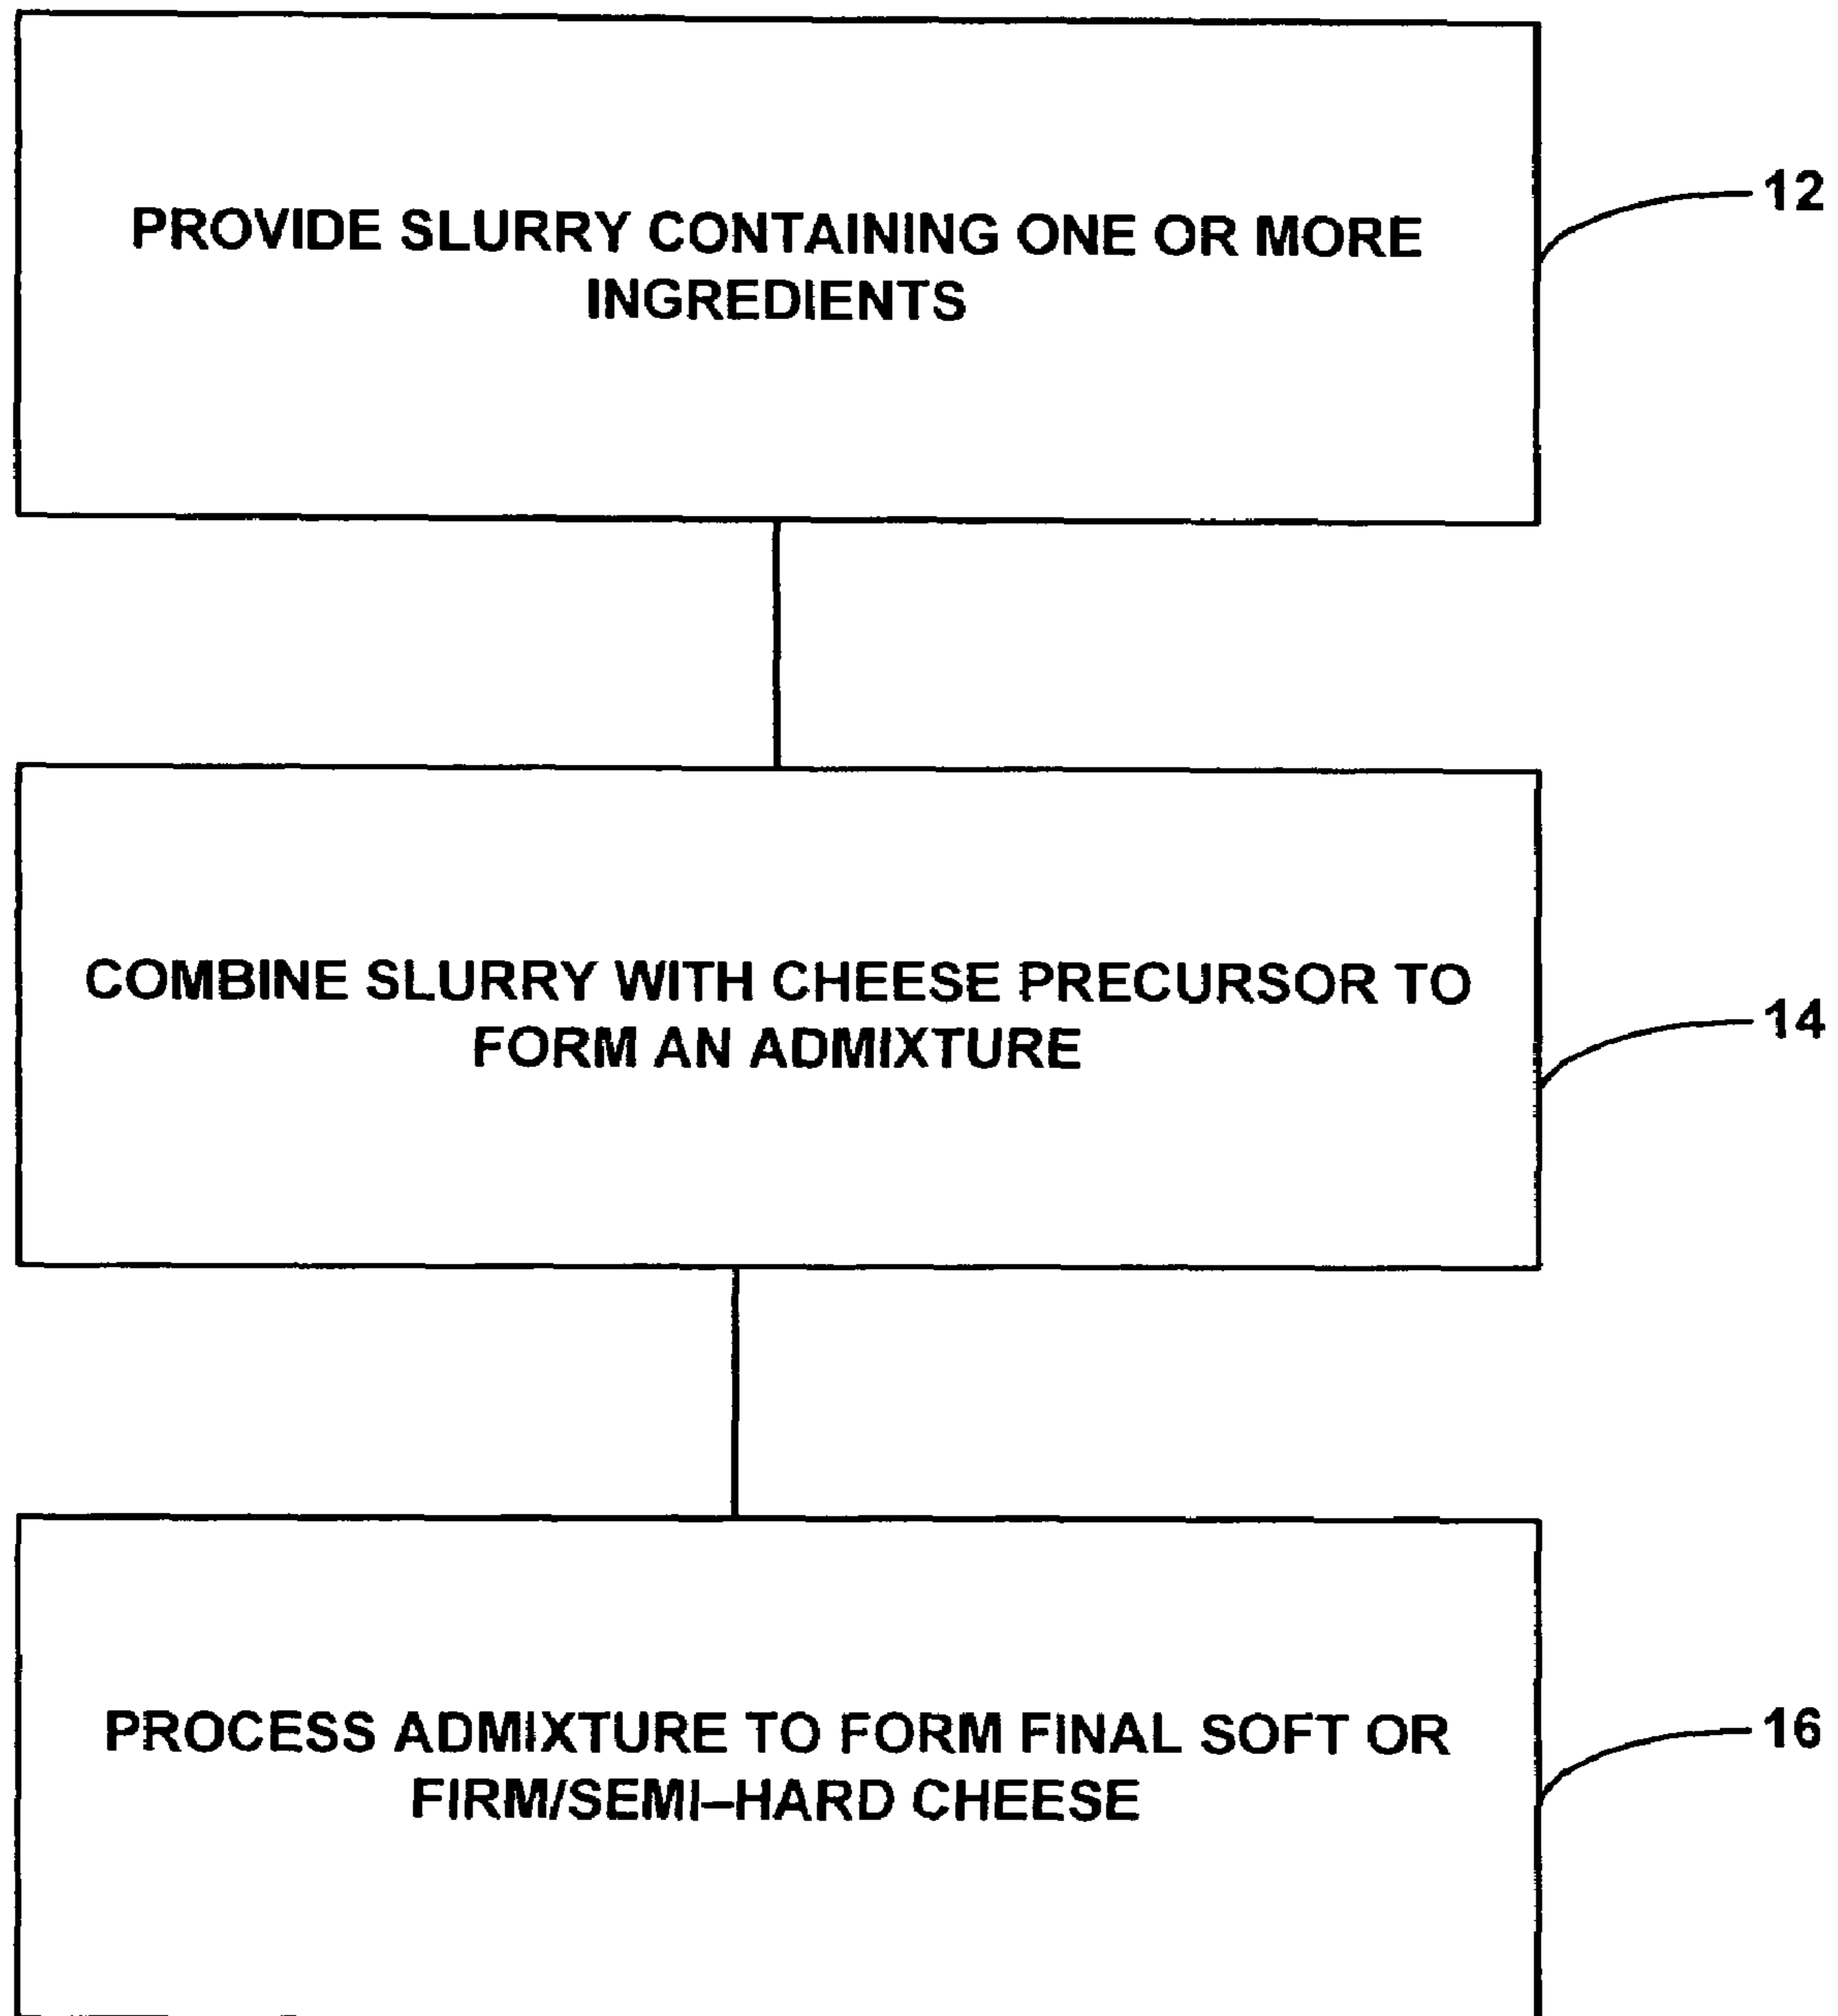 PROVIDE SLURRY CONTAINING ONE OR MORE
INGREDIENTS
12
COMBINE SLURRY WITH CHEESE PRECURSOR TO
FORM AN ADMIXTURE
14
PROCESS ADMIXTURE TO FORM FINAL SOFT OR
FIRM/SEMI–HARD CHEESE
16